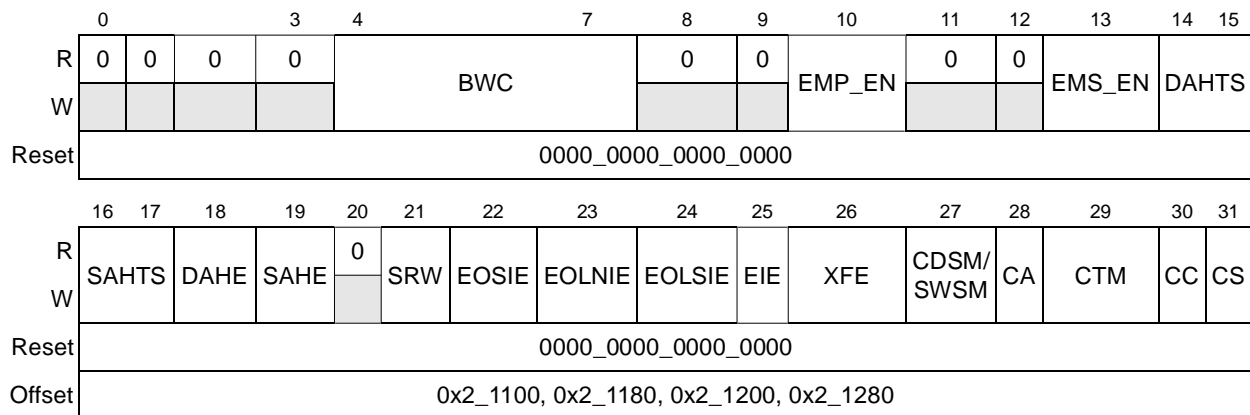 0 3 4 7 8 9 10 11 12 13 14 15
R 0 0 0 0 BWC 0 0 EMP_EN 0 0 EMS_EN DAHTS
W
Reset 0000_0000_0000_0000
16 17 18 19 20 21 22 23 24 25 26 27 28 29 30 31
R SAHTS DAHE SAHE 0 SRW EOSIE EOLNIE EOLSIE EIE XFE CDSM/ SWSM CA CTM CC CS
W
Reset 0000_0000_0000_0000
Offset 0x2_1100, 0x2_1180, 0x2_1200, 0x2_1280